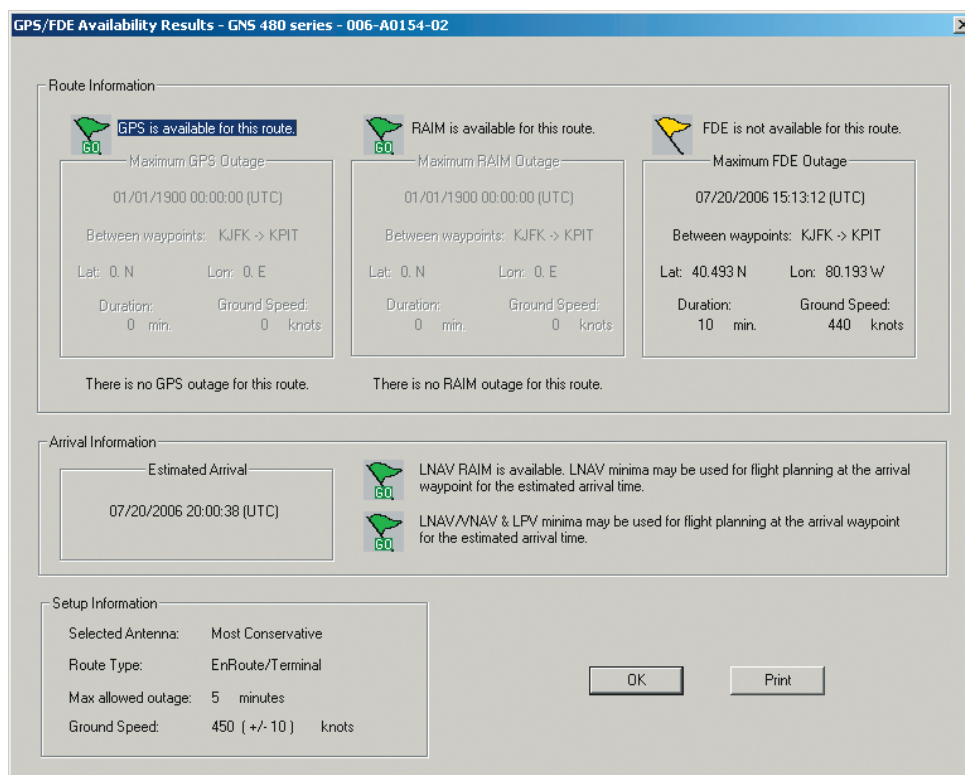 GPS/FDE Availability Results - GNS 480 series - 006-A0154-02
Route Information
GO GPS is available for this route.
Maximum GPS Outage
01/01/1900 00:00:00 (UTC)
Between waypoints: KJFK -> KPIT
Lat: 0. N Lon: 0. E
Duration: Ground Speed:
0 min. 0 knots
There is no GPS outage for this route.
GO RAIM is available for this route.
Maximum RAIM Outage
01/01/1900 00:00:00 (UTC)
Between waypoints: KJFK -> KPIT
Lat: 0. N Lon: 0. E
Duration: Ground Speed:
0 min. 0 knots
There is no RAIM outage for this route.
FDE is not available for this route.
Maximum FDE Outage
07/20/2006 15:13:12 (UTC)
Between waypoints: KJFK -> KPIT
Lat: 40.493 N Lon: 80.193 W
Duration: Ground Speed:
10 min. 440 knots
Arrival Information
Estimated Arrival
07/20/2006 20:00:38 (UTC)
GO LNAV RAIM is available. LNAV minima may be used for flight planning at the arrival
waypoint for the estimated arrival time.
GO LNAV/VNAV & LPV minima may be used for flight planning at the arrival waypoint
for the estimated arrival time.
Setup Information
Selected Antenna: Most Conservative
Route Type: EnRoute/Terminal
Max allowed outage: 5 minutes
Ground Speed: 450 ( +/- 10 ) knots
OK
Print